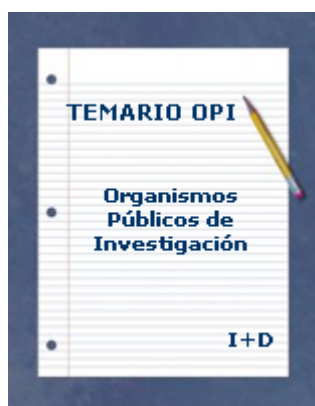 TEMARIO OPI
Organismos
Públicos de
Investigación
I+D